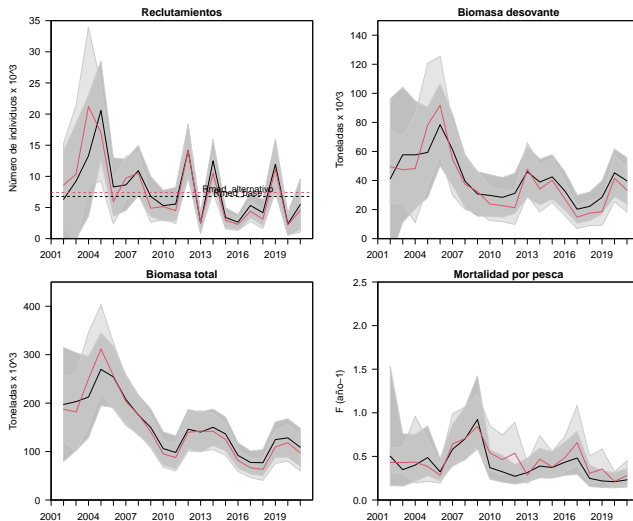 Reclutamientos
Número de individuos x 10^3
35
30
25
20
15
10
5
0
Rmed_alternativo
Rmed_base
2001 2004 2007 2010 2013 2016 2019
Biomasa desovante
Toneladas x 10^3
140
120
100
80
60
40
20
0
2001 2004 2007 2010 2013 2016 2019
Biomasa total
Toneladas x 10^3
400
300
200
100
0
2001 2004 2007 2010 2013 2016 2019
Mortalidad por pesca
F (año−1)
2.5
2.0
1.5
1.0
0.5
0.0
2001 2004 2007 2010 2013 2016 2019